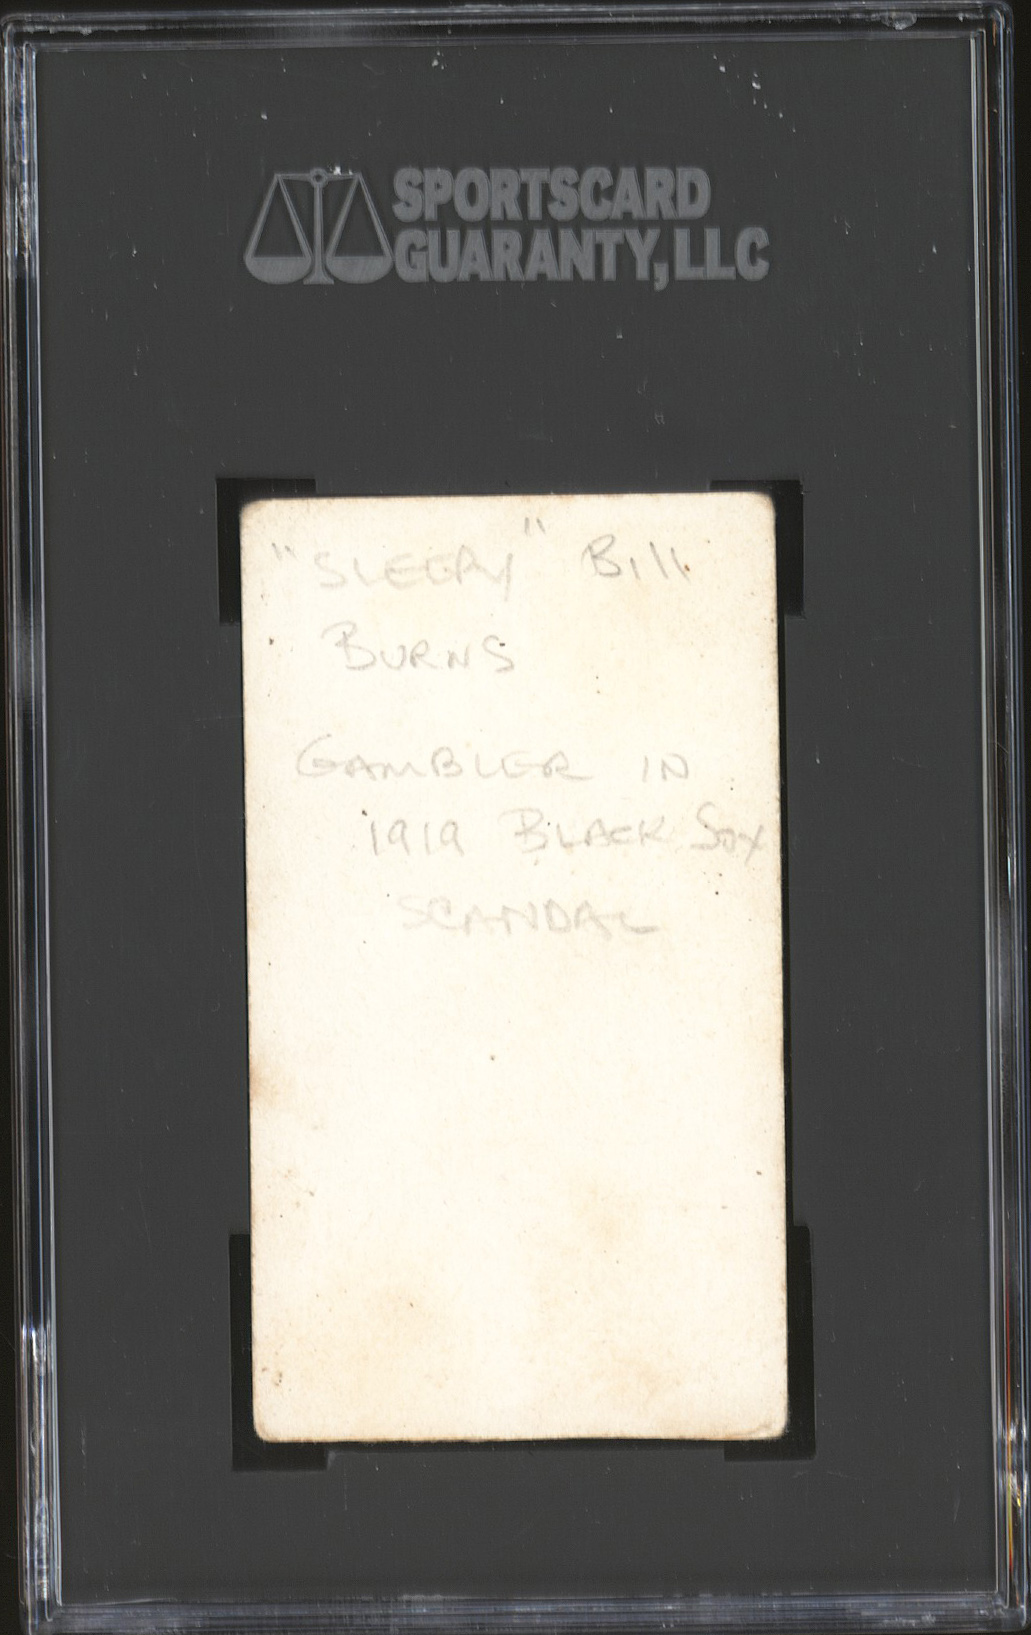 SPORTSCARD
GUARANTY, LLC
"SLEEPY" Bill
BURNS
GAMBLER IN
1919 BLACK SOX
SCANDAL